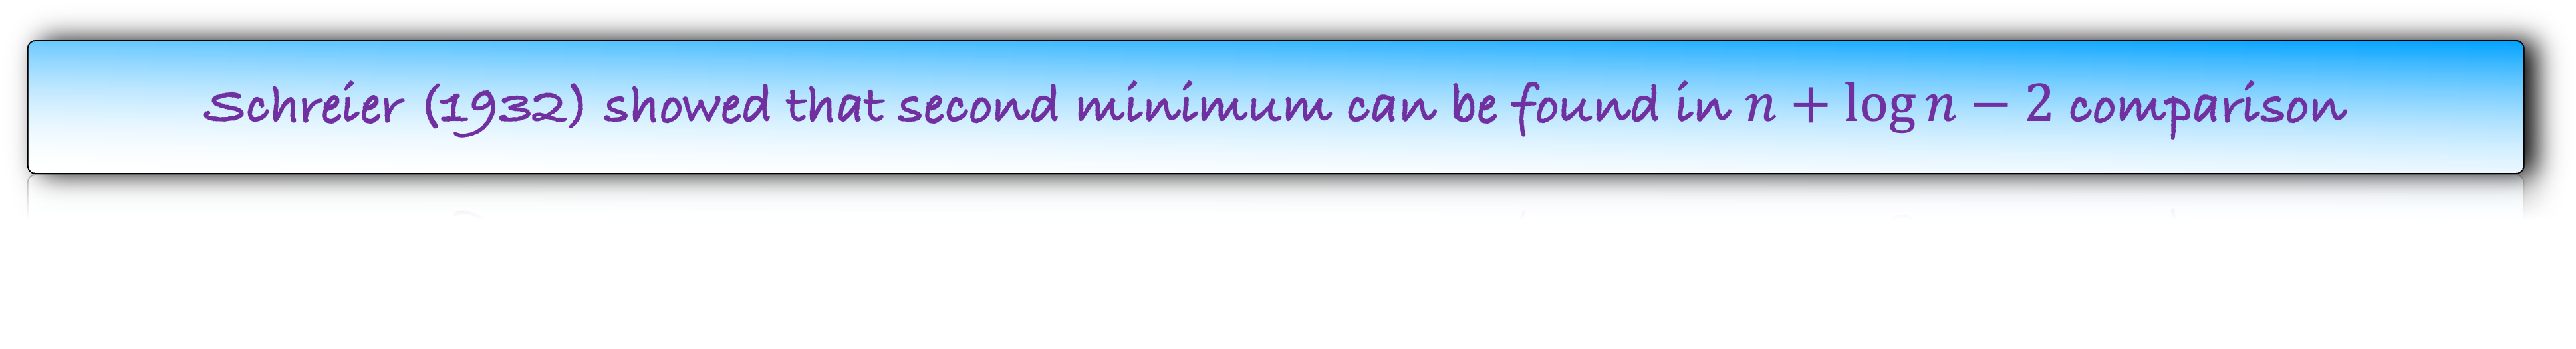 Schreier (1932) showed that second minimum can be found in n + log n − 2 comparison